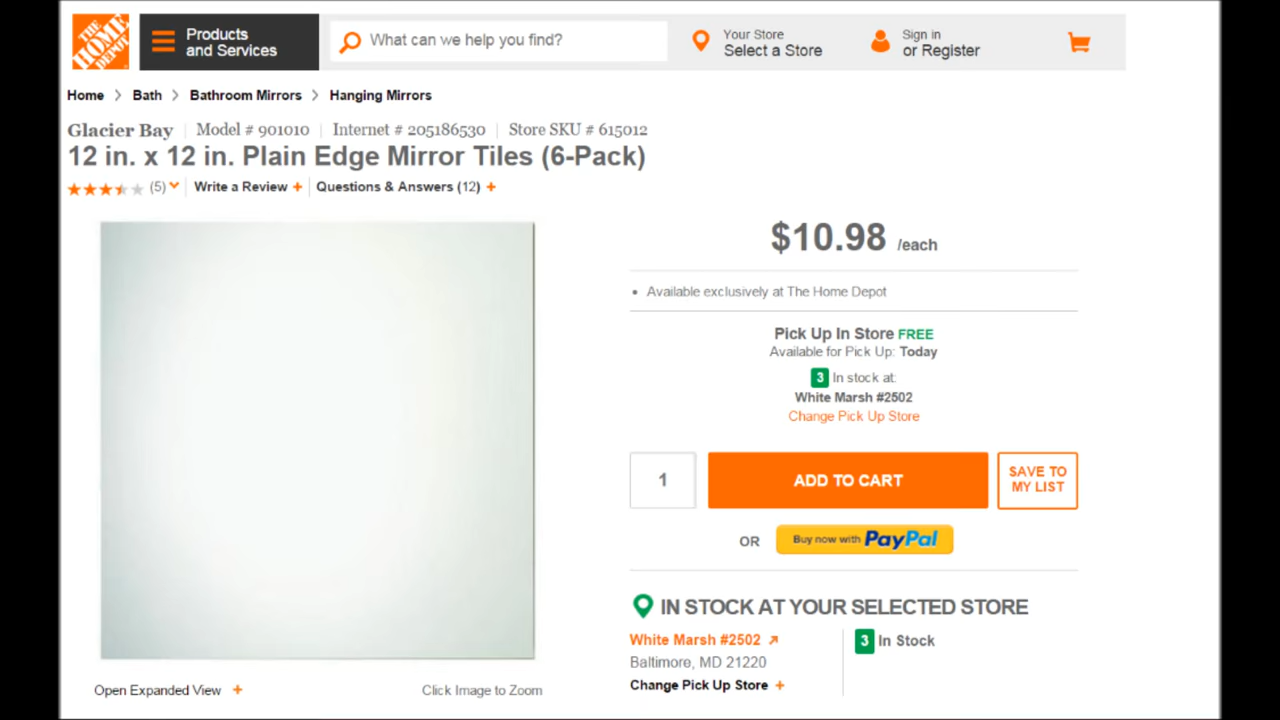 THE HOME DEPOT
Products and Services
What can we help you find?
Your Store
Select a Store
Sign in
or Register
Home > Bath > Bathroom Mirrors > Hanging Mirrors
Glacier Bay | Model # 901010 | Internet # 205186530 | Store SKU # 615012
12 in. x 12 in. Plain Edge Mirror Tiles (6-Pack)
(5) | Write a Review + | Questions & Answers (12) +
$10.98 /each
• Available exclusively at The Home Depot
Pick Up In Store FREE
Available for Pick Up: Today
3 In stock at:
White Marsh #2502
Change Pick Up Store
1
ADD TO CART
SAVE TO
MY LIST
OR
Buy now with PayPal
IN STOCK AT YOUR SELECTED STORE
White Marsh #2502
3 In Stock
Baltimore, MD 21220
Change Pick Up Store +
Open Expanded View +
Click Image to Zoom